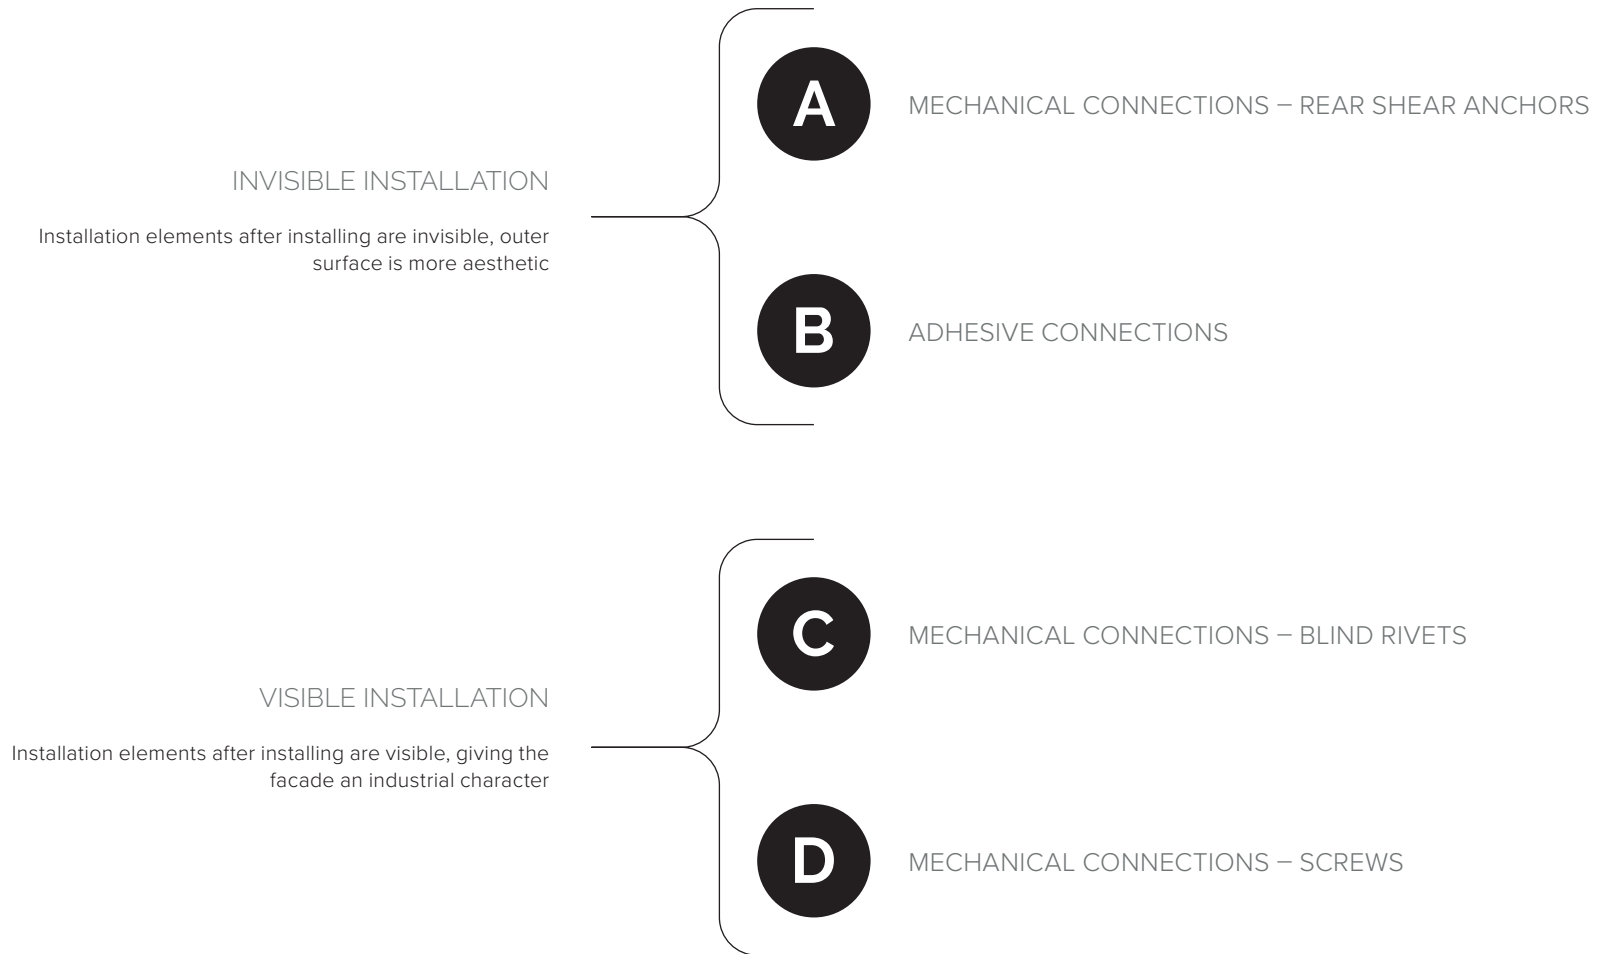 INVISIBLE INSTALLATION
Installation elements after installing are invisible, outer
surface is more aesthetic
A
MECHANICAL CONNECTIONS – REAR SHEAR ANCHORS
B
ADHESIVE CONNECTIONS
VISIBLE INSTALLATION
Installation elements after installing are visible, giving the
facade an industrial character
C
MECHANICAL CONNECTIONS – BLIND RIVETS
D
MECHANICAL CONNECTIONS – SCREWS